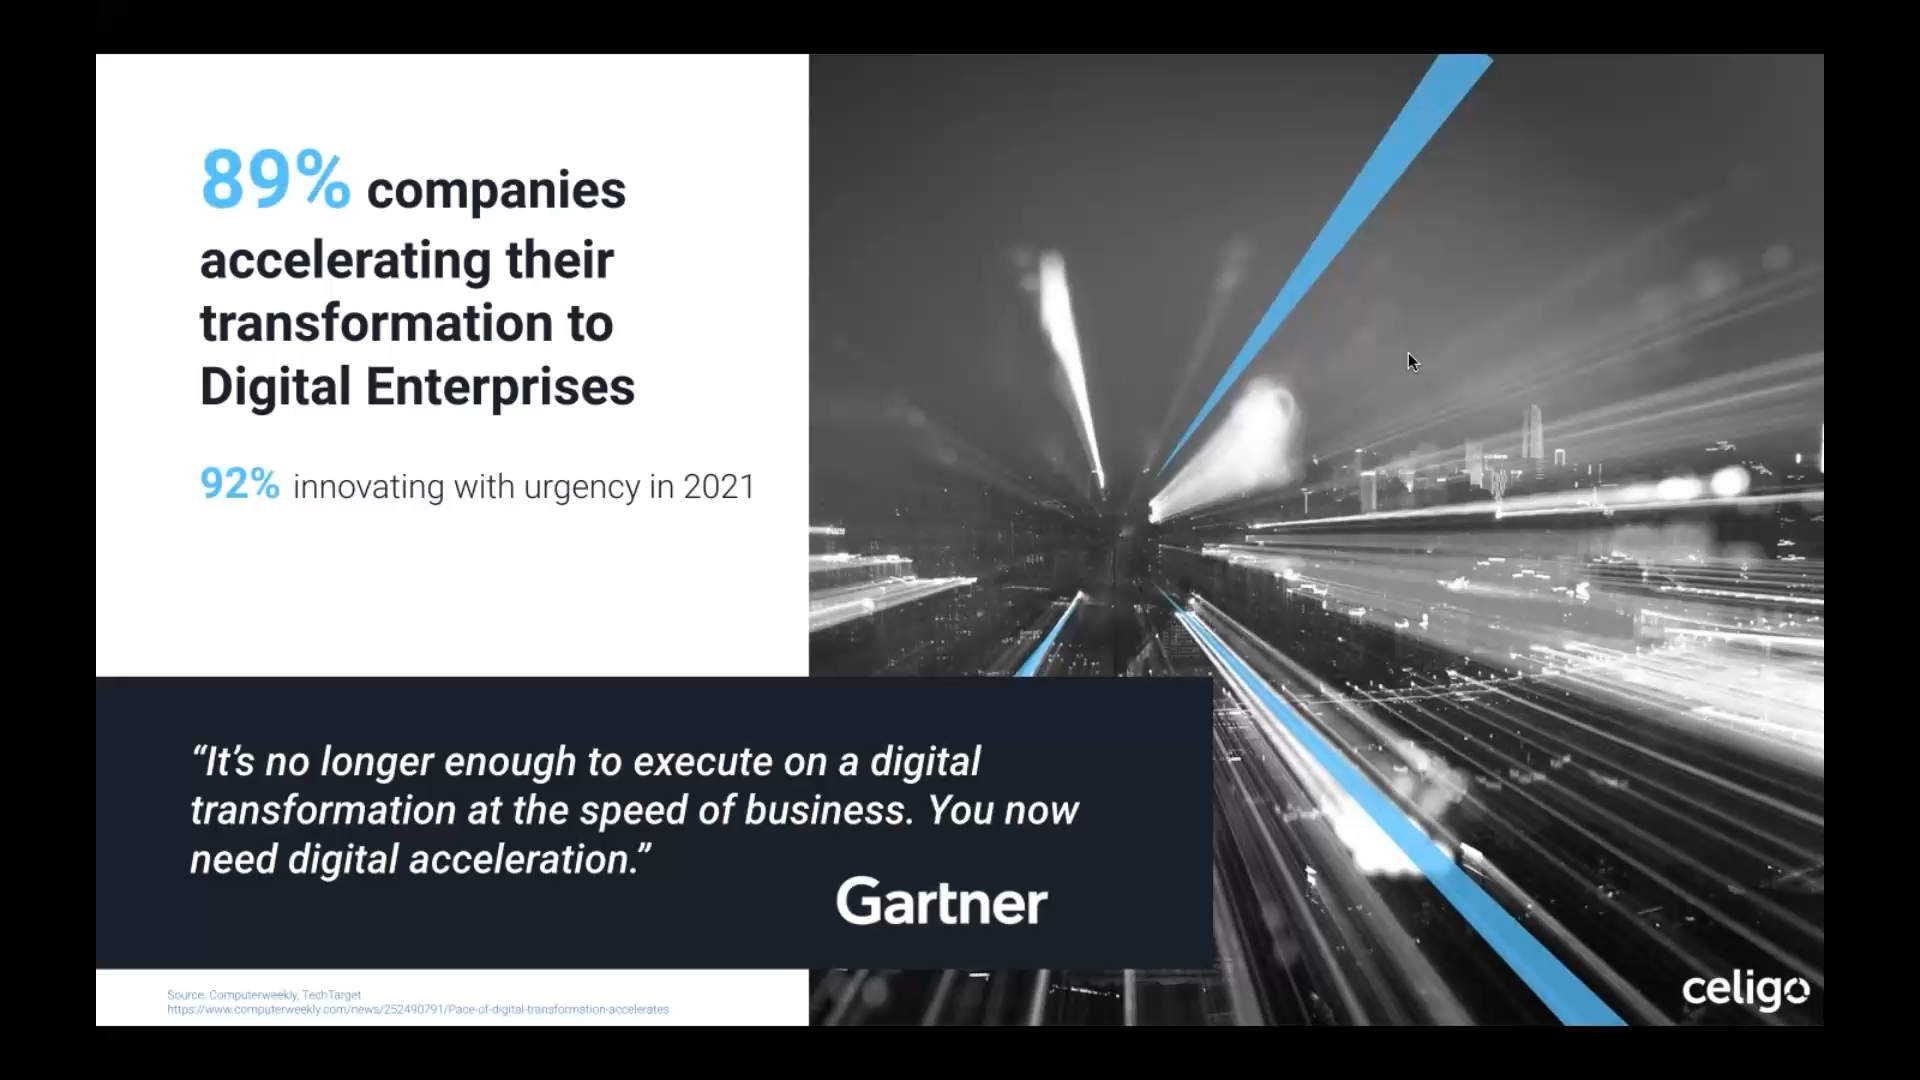 89% companies
accelerating their
transformation to
Digital Enterprises
92% innovating with urgency in 2021
“It’s no longer enough to execute on a digital
transformation at the speed of business. You now
need digital acceleration.”
Gartner
Source: Computerweekly, TechTarget
https://www.computerweekly.com/news/252490791/Pace-of-digital-transformation-accelerates
celigo